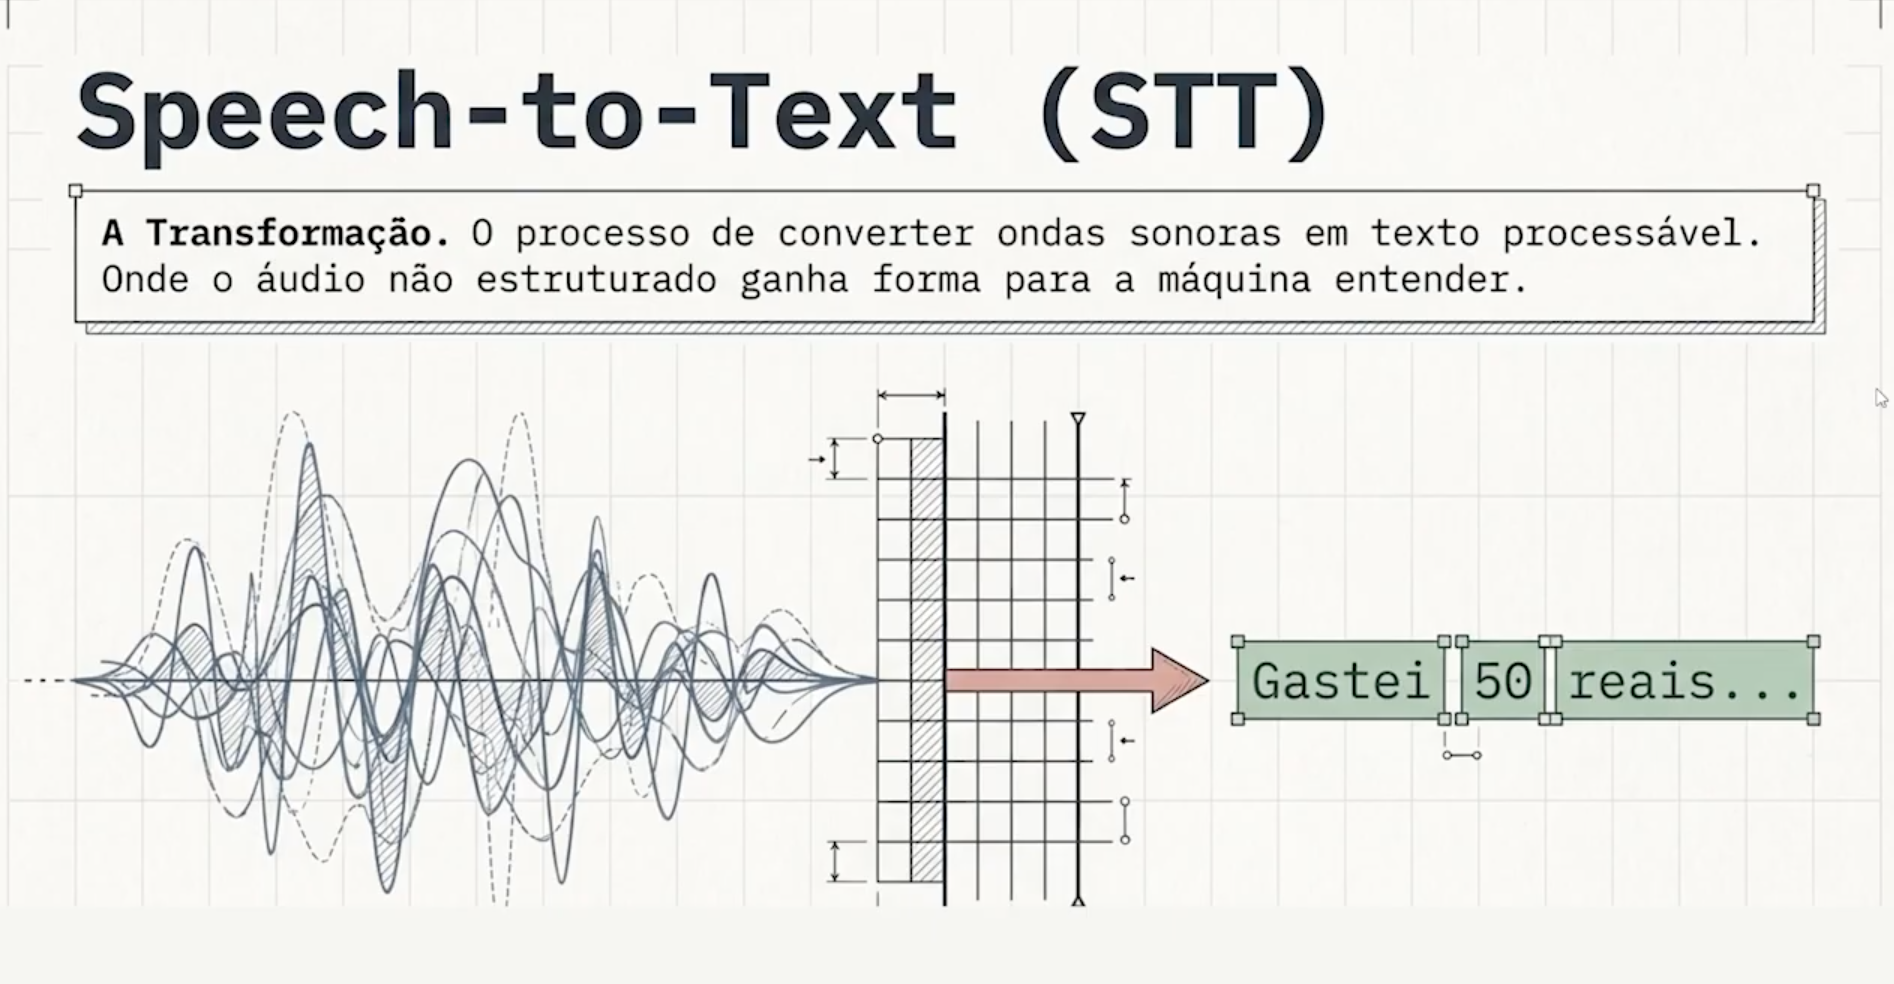 Speech-to-Text (STT)
A Transformação. O processo de converter ondas sonoras em texto processável.
Onde o áudio não estruturado ganha forma para a máquina entender.
Gastei 50 reais...